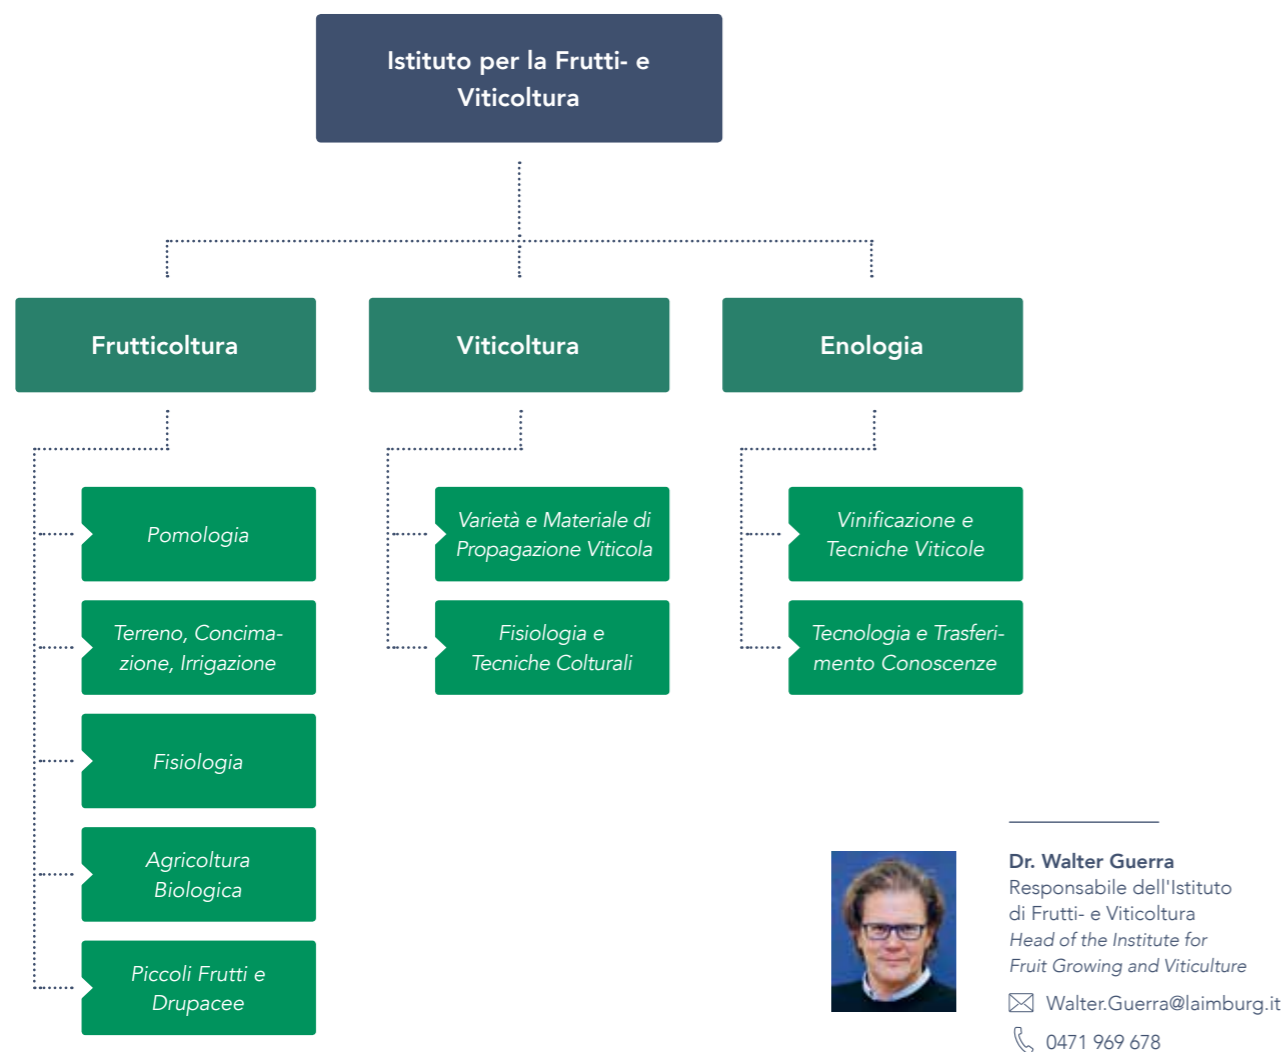 Istituto per la Frutti- e
Viticoltura
Frutticoltura
Viticoltura
Enologia
Pomologia
Terreno, Concima-
zione, Irrigazione
Fisiologia
Agricoltura
Biologica
Piccoli Frutti e
Drupacee
Varietà e Materiale di
Propagazione Viticola
Fisiologia e
Tecniche Colturali
Vinificazione e
Tecniche Viticole
Tecnologia e Trasferi-
mento Conoscenze
Dr. Walter Guerra
Responsabile dell'Istituto
di Frutti- e Viticoltura
Head of the Institute for
Fruit Growing and Viticulture
Walter.Guerra@laimburg.it
0471 969 678